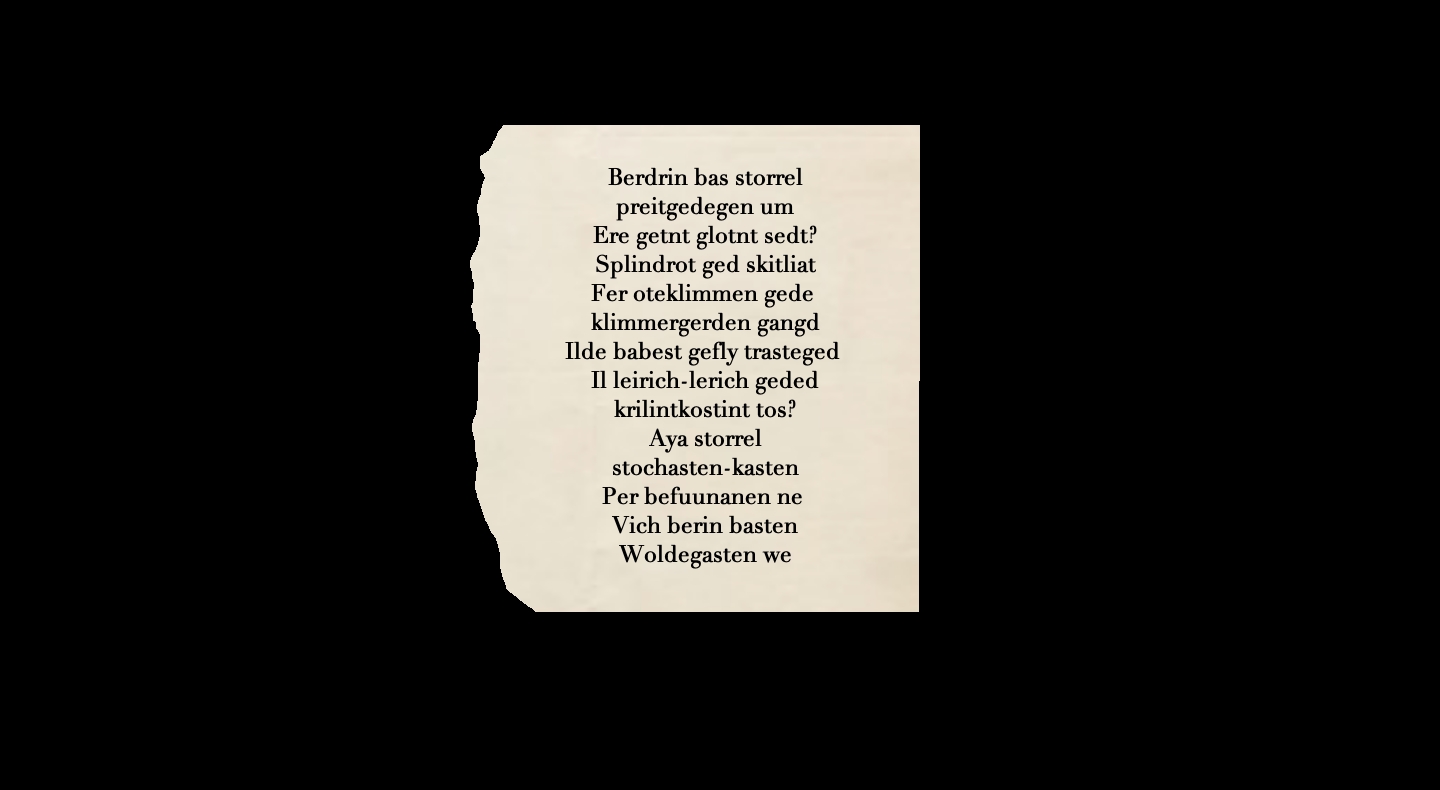 Berdrin bas storrel
preitgedegen um
Ere getnt glotnt sedt?
Splindrot ged skitliat
Fer oteklimmen gede
klimmergerden gangd
Ilde babest gefly trasteged
Il leirich-lerich geded
krilintkostint tos?
Aya storrel
stochasten-kasten
Per befuunanen ne
Vich berin basten
Woldegasten we